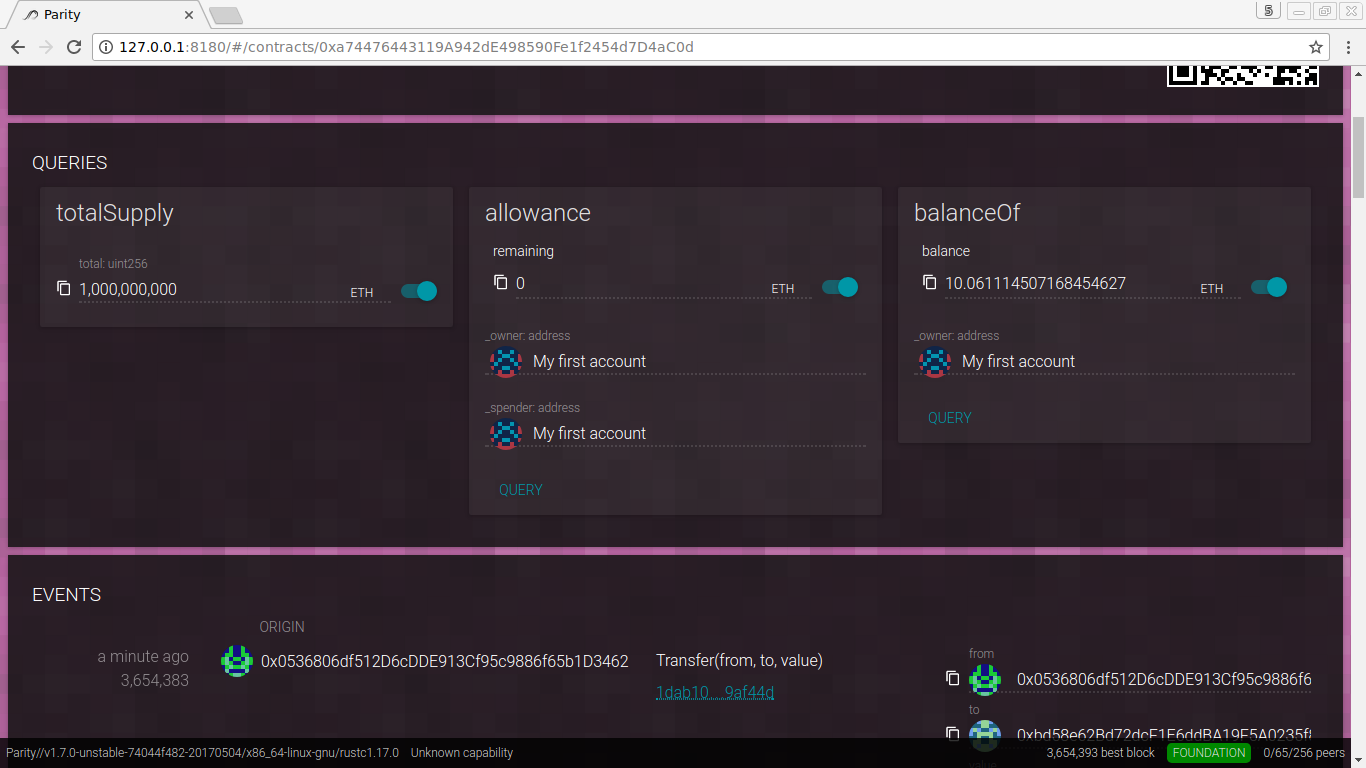 Parity
5
127.0.0.1:8180/#/contracts/0xa74476443119A942dE498590Fe1f2454d7D4aC0d
QUERIES
totalSupply
total: uint256
1,000,000,000 ETH
allowance
remaining
0 ETH
_owner: address
My first account
_spender: address
My first account
QUERY
balanceOf
balance
10.061114507168454627 ETH
_owner: address
My first account
QUERY
EVENTS
ORIGIN
a minute ago
3,654,383
0x0536806df512D6cDDE913Cf95c9886f65b1D3462
Transfer(from, to, value)
1dab10...9af44d
from
0x0536806df512D6cDDE913Cf95c9886f6
to
value
Parity//v1.7.0-unstable-74044f482-20170504/x86_64-linux-gnu/rustc1.17.0 Unknown capability 3,654,393 best block FOUNDATION 0/65/256 peers